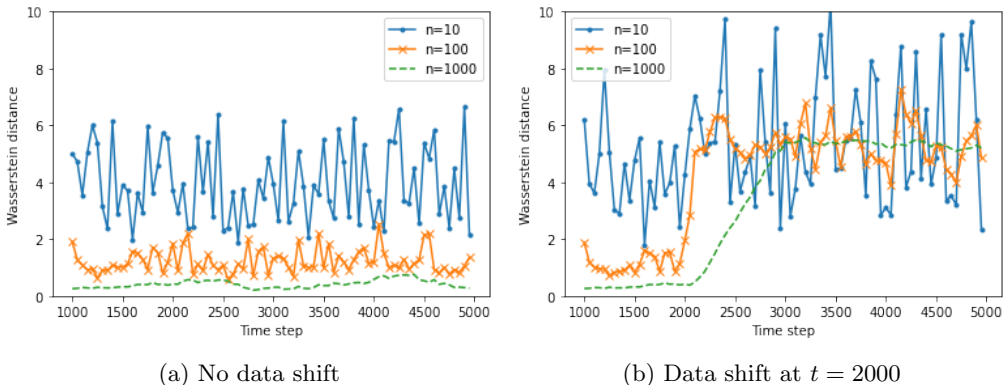 10
8
6
4
2
0
Wasserstein distance
n=10
n=100
n=1000
1000 1500 2000 2500 3000 3500 4000 4500 5000
Time step
(a) No data shift
10
8
6
4
2
0
Wasserstein distance
n=10
n=100
n=1000
1000 1500 2000 2500 3000 3500 4000 4500 5000
Time step
(b) Data shift at t = 2000